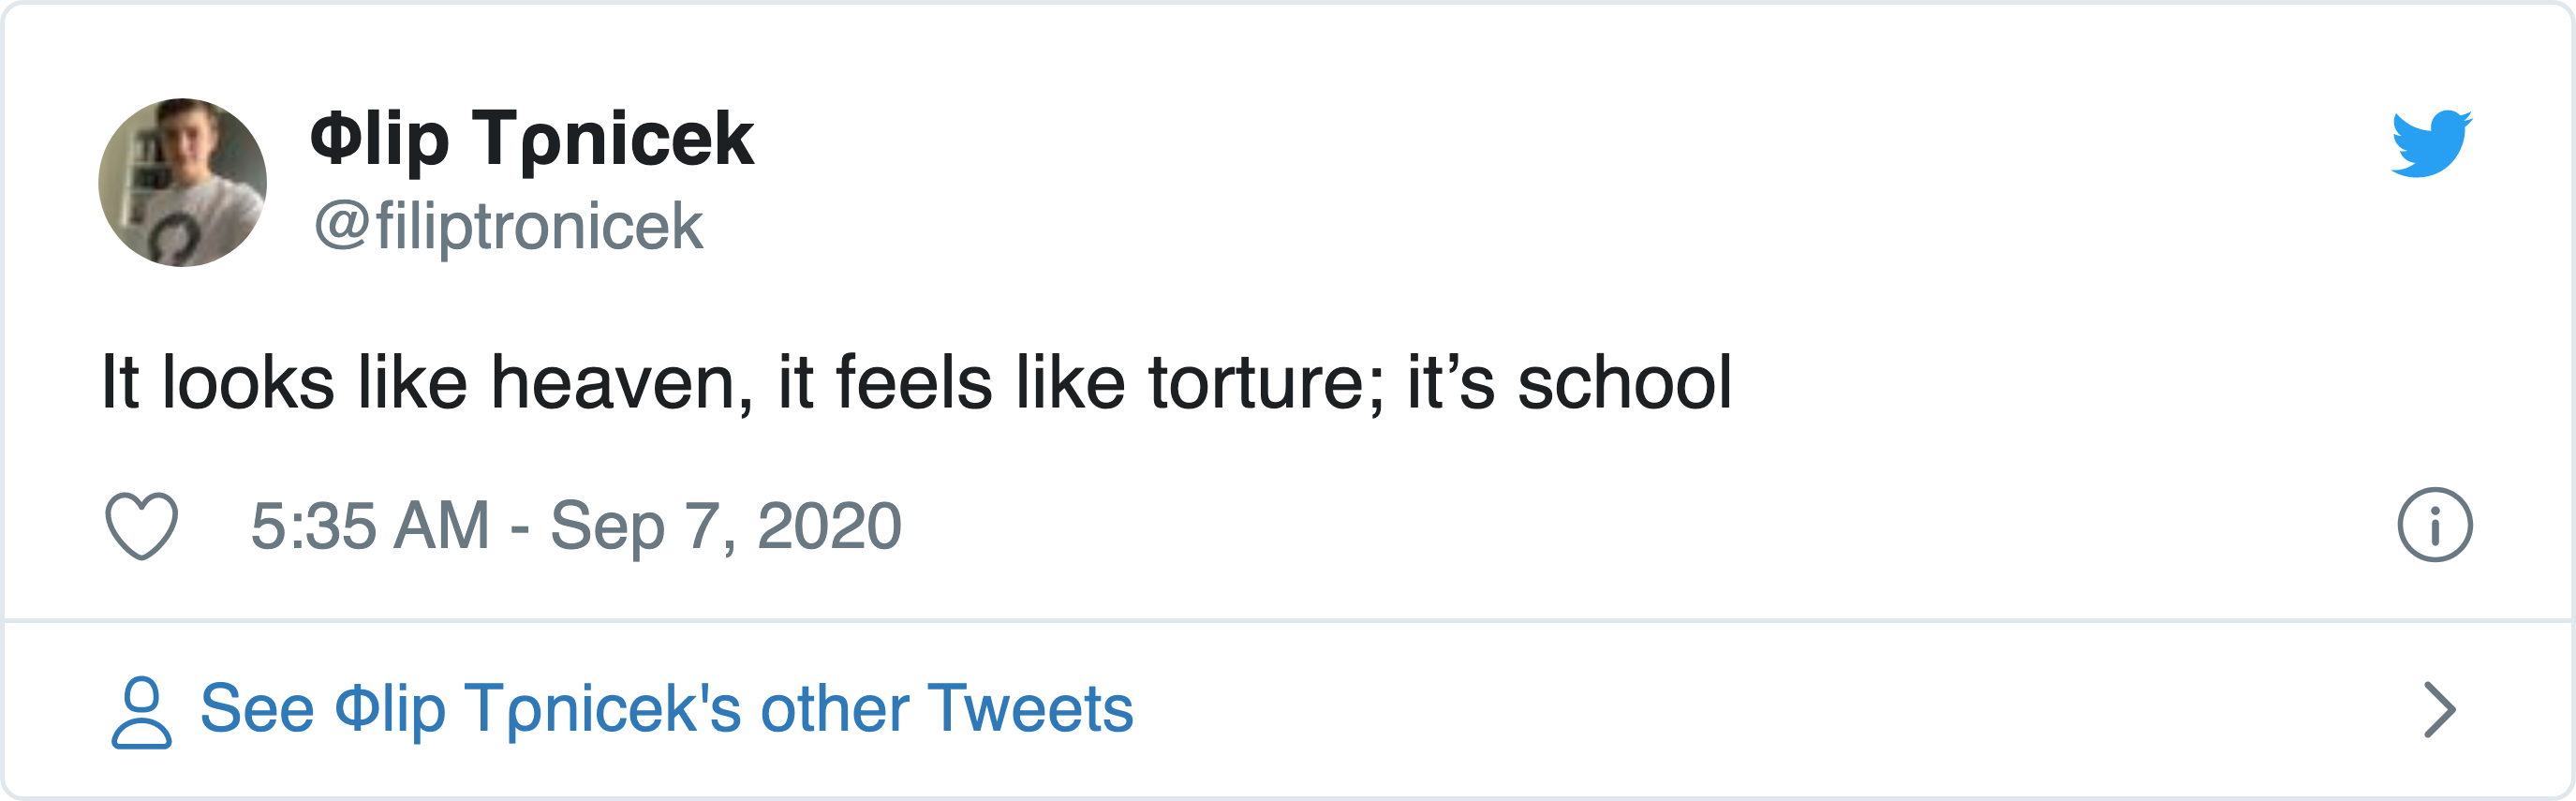 Φlip Tρnicek
@filiptronicek
It looks like heaven, it feels like torture; it’s school
5:35 AM - Sep 7, 2020
See Φlip Tρnicek's other Tweets